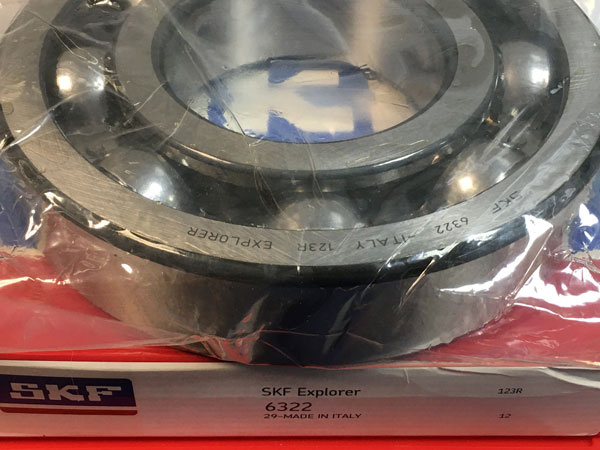 EXPLORER 123R ITALY - 6322 SKF
SKF
SKF Explorer 123R
6322
29-MADE IN ITALY 12